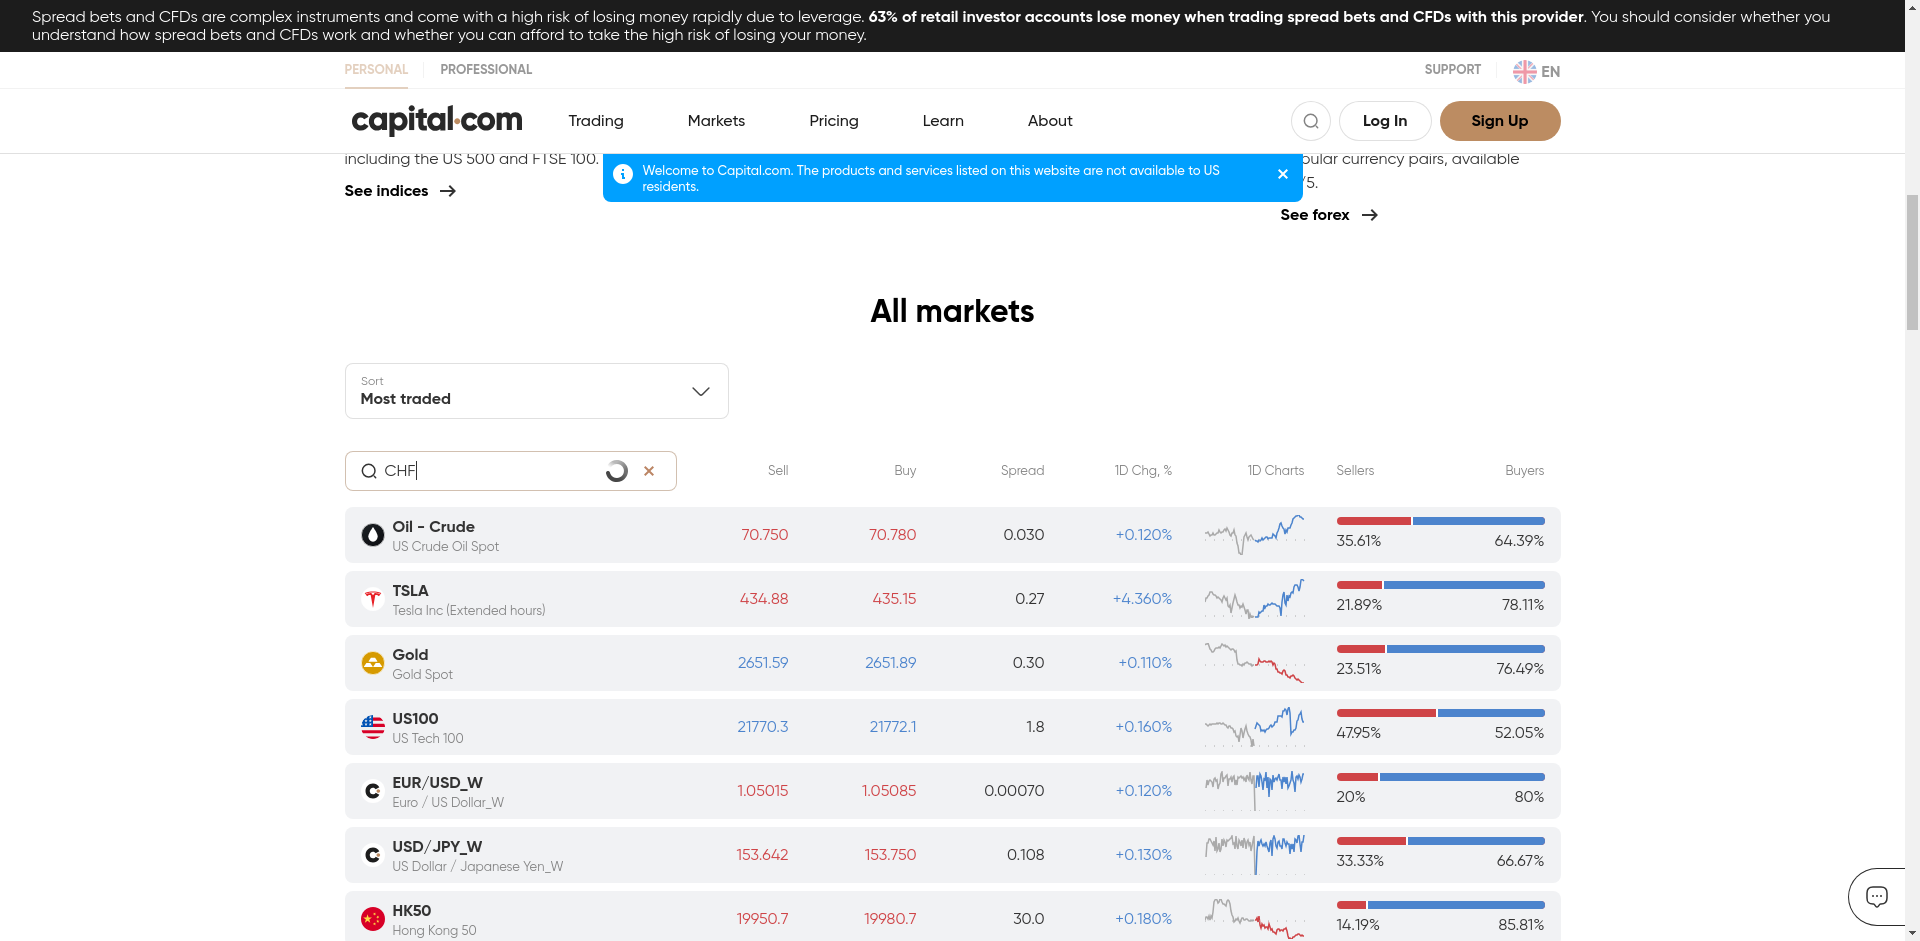 Spread bets and CFDs are complex instruments and come with a high risk of losing money rapidly due to leverage. 63% of retail investor accounts lose money when trading spread bets and CFDs with this provider. You should consider whether you
understand how spread bets and CFDs work and whether you can afford to take the high risk of losing your money.
PERSONAL PROFESSIONAL SUPPORT EN
capital.com Trading Markets Pricing Learn About Log In Sign Up
including the US 500 and FTSE 100.
pular currency pairs, available
/5.
Welcome to Capital.com. The products and services listed on this website are not available to US
residents.
See indices
See forex
All markets
Sort
Most traded
CHF Sell Buy Spread 1D Chg, % 1D Charts Sellers Buyers
Oil - Crude
US Crude Oil Spot
70.750 70.780 0.030 +0.120% 35.61% 64.39%
TSLA
Tesla Inc (Extended hours)
434.88 435.15 0.27 +4.360% 21.89% 78.11%
Gold
Gold Spot
2651.59 2651.89 0.30 +0.110% 23.51% 76.49%
US100
US Tech 100
21770.3 21772.1 1.8 +0.160% 47.95% 52.05%
EUR/USD_W
Euro / US Dollar_W
1.05015 1.05085 0.00070 +0.120% 20% 80%
USD/JPY_W
US Dollar / Japanese Yen_W
153.642 153.750 0.108 +0.130% 33.33% 66.67%
HK50
Hong Kong 50
19950.7 19980.7 30.0 +0.180% 14.19% 85.81%